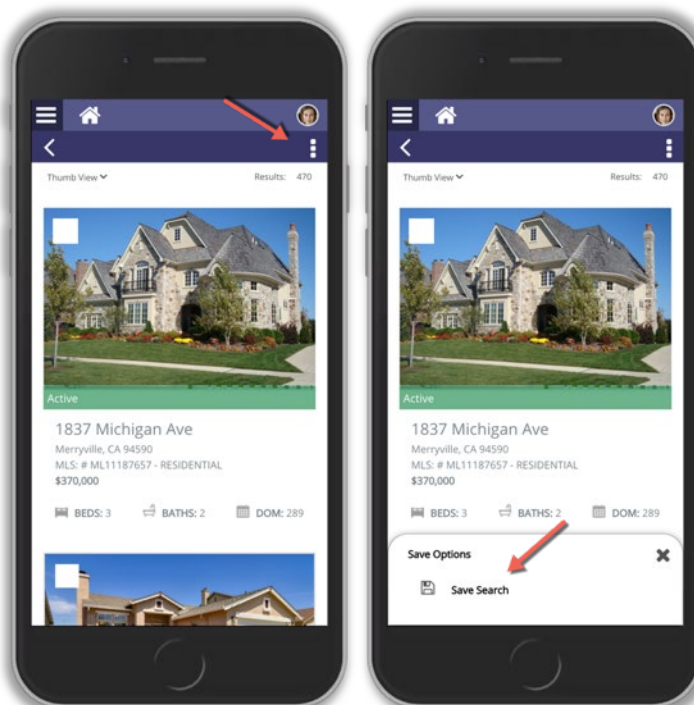 Thumb View Results: 470
Active
1837 Michigan Ave
Merryville, CA 94590
MLS: # ML11187657 - RESIDENTIAL
$370,000
BEDS: 3 BATHS: 2 DOM: 289
Thumb View Results: 470
Active
1837 Michigan Ave
Merryville, CA 94590
MLS: # ML11187657 - RESIDENTIAL
$370,000
BEDS: 3 BATHS: 2 DOM: 289
Save Options
Save Search